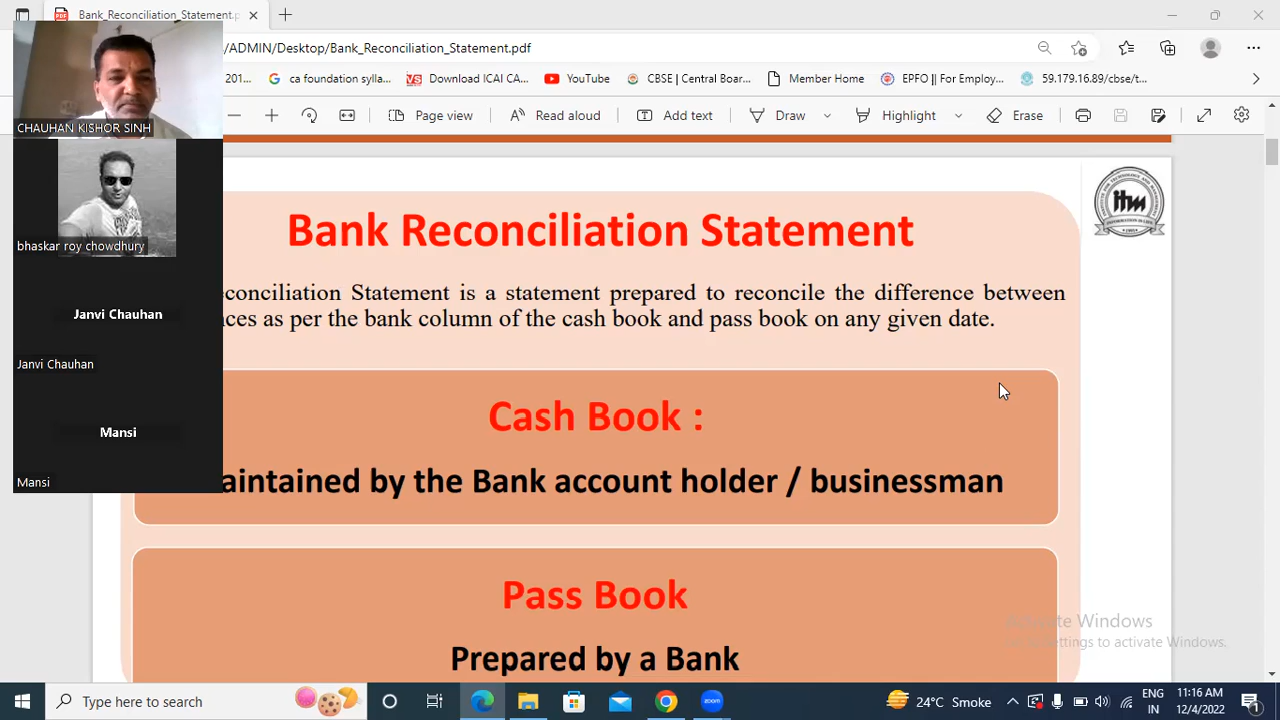 Bank_Reconciliation_Statement.p
/ADMIN/Desktop/Bank_Reconciliation_Statement.pdf
201...
ca foundation sylla...
Download ICAI CA...
YouTube
CBSE | Central Boar...
Member Home
EPFO || For Employ...
59.179.16.89/cbse/t...
Page view
Read aloud
Add text
Draw
Highlight
Erase
CHAUHAN KISHOR SINH
bhaskar roy chowdhury
Janvi Chauhan
Janvi Chauhan
Mansi
Mansi
itm
Bank Reconciliation Statement
econciliation Statement is a statement prepared to reconcile the difference between
nces as per the bank column of the cash book and pass book on any given date.
Cash Book :
aintained by the Bank account holder / businessman
Pass Book
Prepared by a Bank
Activate Windows
settings to activate Windows.
Type here to search
24°C Smoke
ENG
IN
11:16 AM
12/4/2022
1